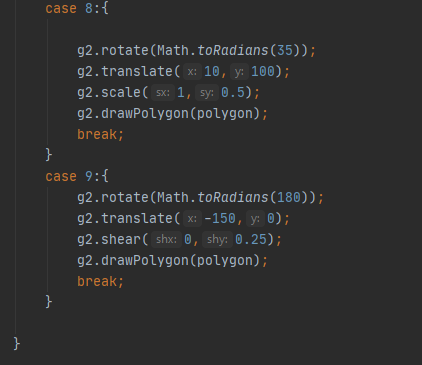 case 8:{
g2.rotate(Math.toRadians(35));
g2.translate( x: 10, y: 100);
g2.scale( sx: 1, sy: 0.5);
g2.drawPolygon(polygon);
break;
}
case 9:{
g2.rotate(Math.toRadians(180));
g2.translate( x: -150, y: 0);
g2.shear( shx: 0, shy: 0.25);
g2.drawPolygon(polygon);
break;
}
}